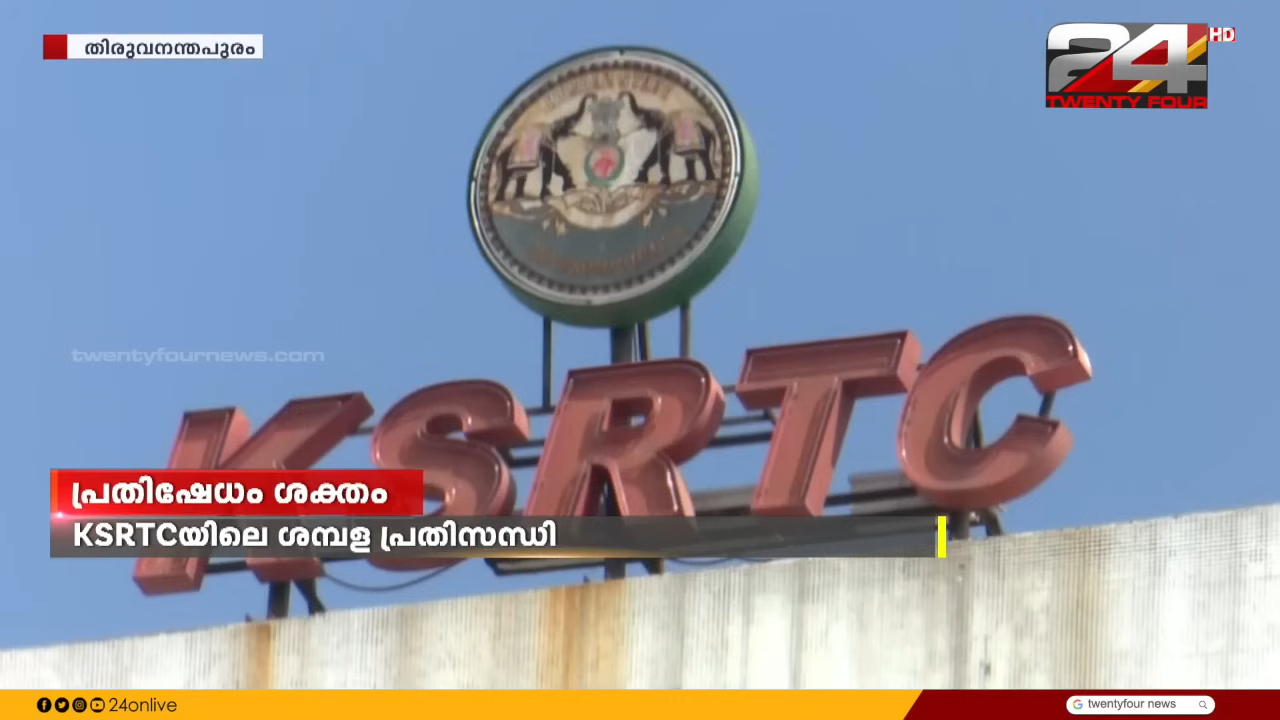 തിരുവനന്തപുരം
24 HD
TWENTY FOUR
twentyfournews.com
KSRTC
പ്രതിഷേധം ശക്തം
KSRTCയിലെ ശമ്പള പ്രതിസന്ധി
24onlive
twentyfour news